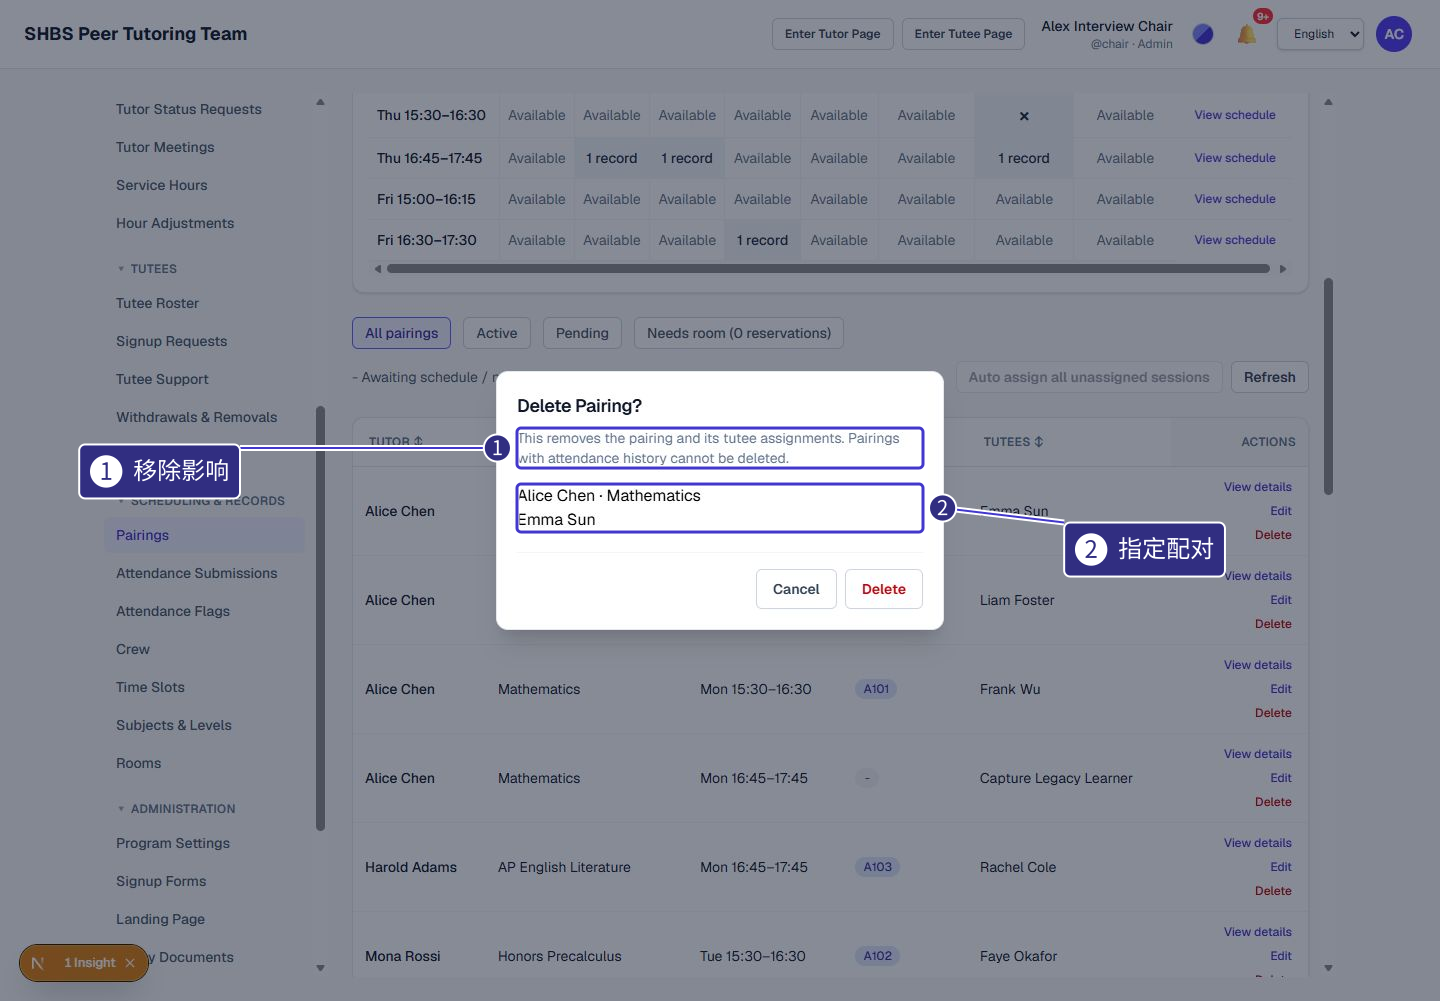 SHBS Peer Tutoring Team
Enter Tutor Page
Enter Tutee Page
Alex Interview Chair
@chair · Admin
9+
English
AC
Tutor Status Requests
Tutor Meetings
Service Hours
Hour Adjustments
TUTEES
Tutee Roster
Signup Requests
Tutee Support
Withdrawals & Removals
SCHEDULING & RECORDS
Pairings
Attendance Submissions
Attendance Flags
Crew
Time Slots
Subjects & Levels
Rooms
ADMINISTRATION
Program Settings
Signup Forms
Landing Page
Documents
N 1 Insight ×
Thu 15:30–16:30 Available Available Available Available Available Available × Available View schedule
Thu 16:45–17:45 Available 1 record 1 record Available Available Available 1 record Available View schedule
Fri 15:00–16:15 Available Available Available Available Available Available Available Available View schedule
Fri 16:30–17:30 Available Available Available 1 record Available Available Available Available View schedule
All pairings Active Pending Needs room (0 reservations)
- Awaiting schedule /
Auto assign all unassigned sessions
Refresh
TUTOR TUTEES ACTIONS
Alice Chen Emma Sun View details
Edit
Delete
Alice Chen Liam Foster View details
Edit
Delete
Alice Chen Mathematics Mon 15:30–16:30 A101 Frank Wu View details
Edit
Delete
Alice Chen Mathematics Mon 16:45–17:45 - Capture Legacy Learner View details
Edit
Delete
Harold Adams AP English Literature Mon 16:45–17:45 A103 Rachel Cole View details
Edit
Delete
Mona Rossi Honors Precalculus Tue 15:30–16:30 A102 Faye Okafor View details
Edit
Delete Pairing?
This removes the pairing and its tutee assignments. Pairings
with attendance history cannot be deleted.
Alice Chen · Mathematics
Emma Sun
Cancel
Delete
1
1 移除影响
2
2 指定配对